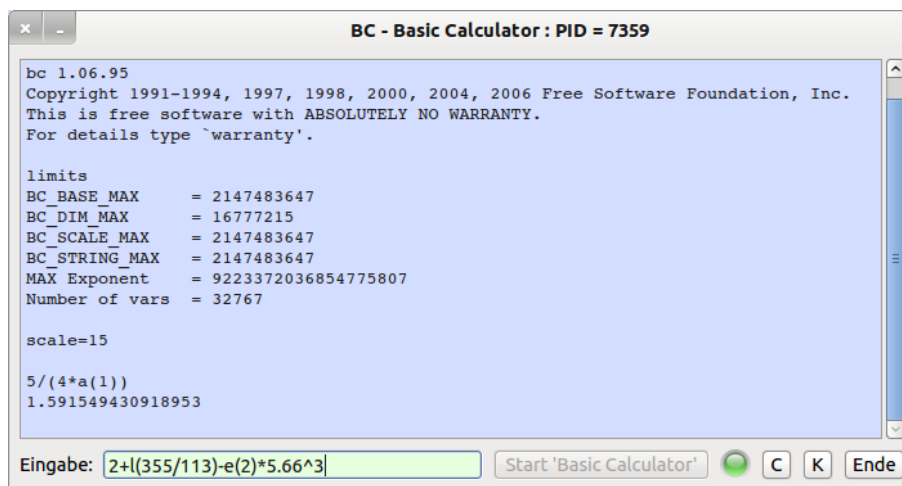 BC - Basic Calculator : PID = 7359
bc 1.06.95
Copyright 1991-1994, 1997, 1998, 2000, 2004, 2006 Free Software Foundation, Inc.
This is free software with ABSOLUTELY NO WARRANTY.
For details type `warranty'.
limits
BC_BASE_MAX = 2147483647
BC_DIM_MAX = 16777215
BC_SCALE_MAX = 2147483647
BC_STRING_MAX = 2147483647
MAX Exponent = 9223372036854775807
Number of vars = 32767
scale=15
5/(4*a(1))
1.591549430918953
Eingabe: 2+l(355/113)-e(2)*5.66^3 Start 'Basic Calculator' C K Ende